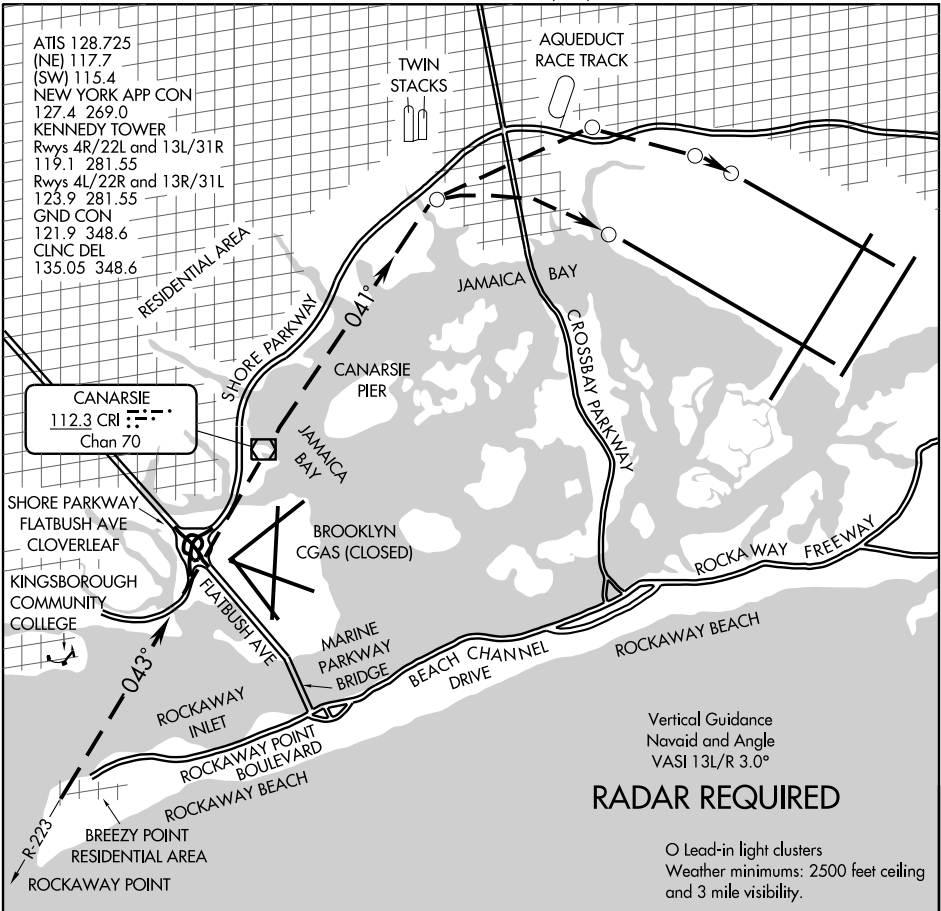 ATIS 128.725
(NE) 117.7
(SW) 115.4
NEW YORK APP CON
127.4 269.0
KENNEDY TOWER
Rwys 4R/22L and 13L/31R
119.1 281.55
Rwys 4L/22R and 13R/31L
123.9 281.55
GND CON
121.9 348.6
CLNC DEL
135.05 348.6
TWIN
STACKS
AQUEDUCT
RACE TRACK
RESIDENTIAL AREA
SHORE PARKWAY
041°
JAMAICA BAY
CROSSBAY PARKWAY
CANARSIE
PIER
CANARSIE
112.3 CRI
Chan 70
JAMAICA
BAY
SHORE PARKWAY
FLATBUSH AVE
CLOVERLEAF
BROOKLYN
CGAS (CLOSED)
KINGSBOROUGH
COMMUNITY
COLLEGE
FLATBUSH AVE
MARINE
PARKWAY
BRIDGE
ROCKAWAY FREEWAY
BEACH CHANNEL
DRIVE
ROCKAWAY BEACH
043°
ROCKAWAY
INLET
ROCKAWAY POINT
BOULEVARD
ROCKAWAY BEACH
Vertical Guidance
Navaid and Angle
VASI 13L/R 3.0°
RADAR REQUIRED
R-223
BREEZY POINT
RESIDENTIAL AREA
ROCKAWAY POINT
O Lead-in light clusters
Weather minimums: 2500 feet ceiling
and 3 mile visibility.